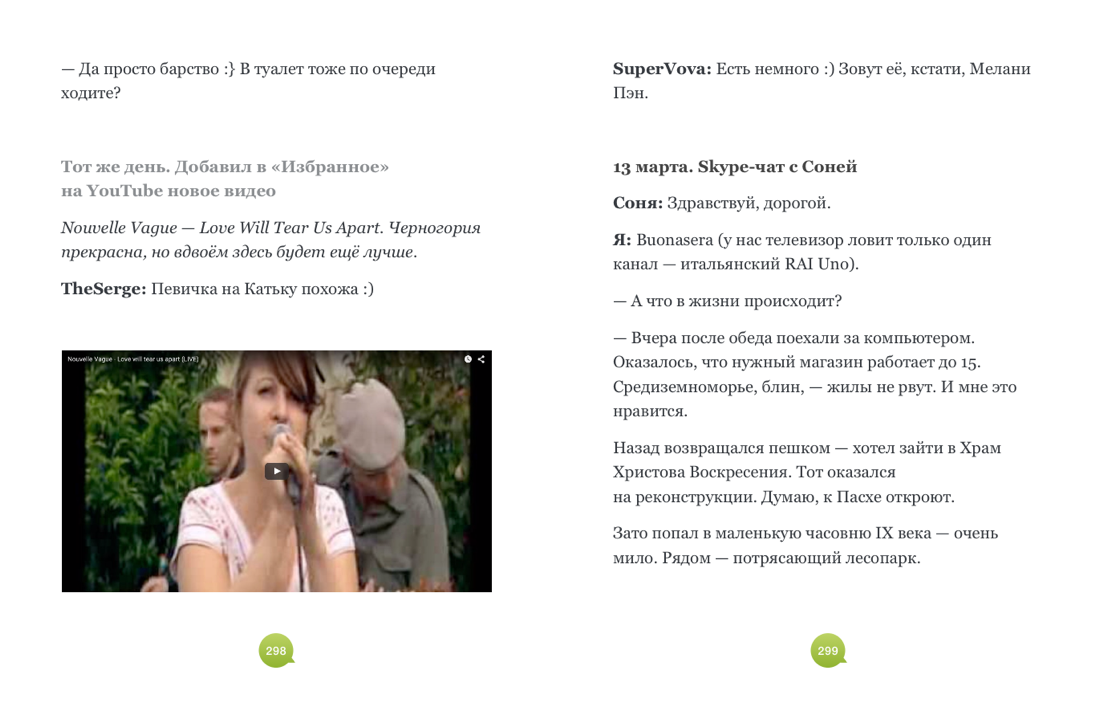 — Да просто барство :} В туалет тоже по очереди
ходите?
Тот же день. Добавил в «Избранное»
на YouTube новое видео
Nouvelle Vague — Love Will Tear Us Apart. Черногория
прекрасна, но вдвоём здесь будет ещё лучше.
TheSerge: Певичка на Катьку похожа :)
Nouvelle Vague - Love will tear us apart (LIVE)
298
SuperVova: Есть немного :) Зовут её, кстати, Мелани
Пэн.
13 марта. Skype-чат с Соней
Соня: Здравствуй, дорогой.
Я: Buonasera (у нас телевизор ловит только один
канал — итальянский RAI Uno).
— А что в жизни происходит?
— Вчера после обеда поехали за компьютером.
Оказалось, что нужный магазин работает до 15.
Средиземноморье, блин, — жилы не рвут. И мне это
нравится.
Назад возвращался пешком — хотел зайти в Храм
Христова Воскресения. Тот оказался
на реконструкции. Думаю, к Пасхе откроют.
Зато попал в маленькую часовню IX века — очень
мило. Рядом — потрясающий лесопарк.
299